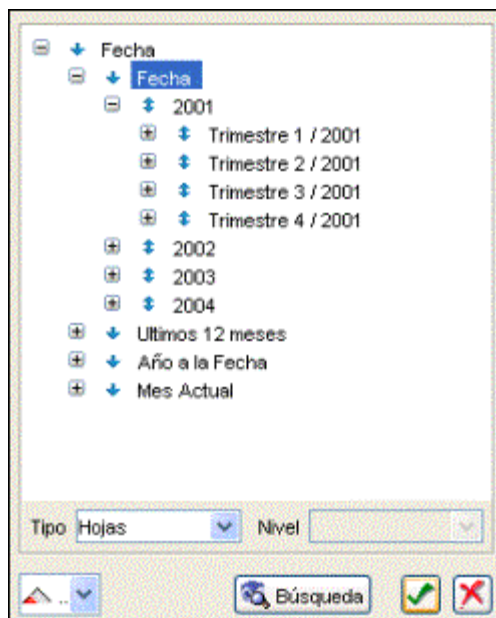 Fecha
Fecha
2001
Trimestre 1 / 2001
Trimestre 2 / 2001
Trimestre 3 / 2001
Trimestre 4 / 2001
2002
2003
2004
Ultimos 12 meses
Año a la Fecha
Mes Actual
Tipo Hojas Nivel
.. Búsqueda